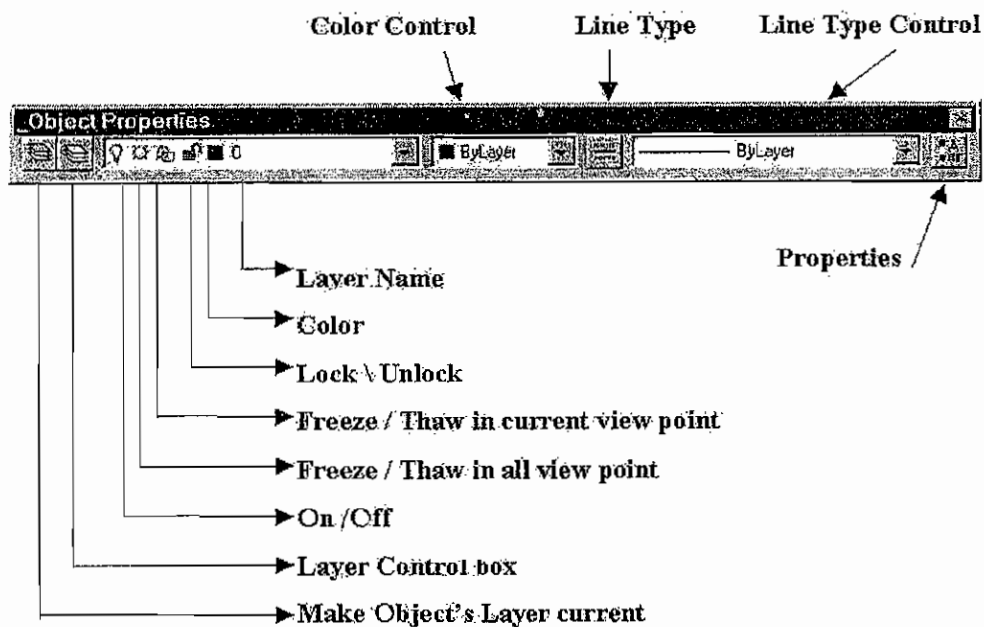 Color Control Line Type Line Type Control
Object Properties
0 ByLayer ByLayer
Properties
Layer Name
Color
Lock \ Unlock
Freeze / Thaw in current view point
Freeze / Thaw in all view point
On /Off
Layer Control box
Make Object's Layer current